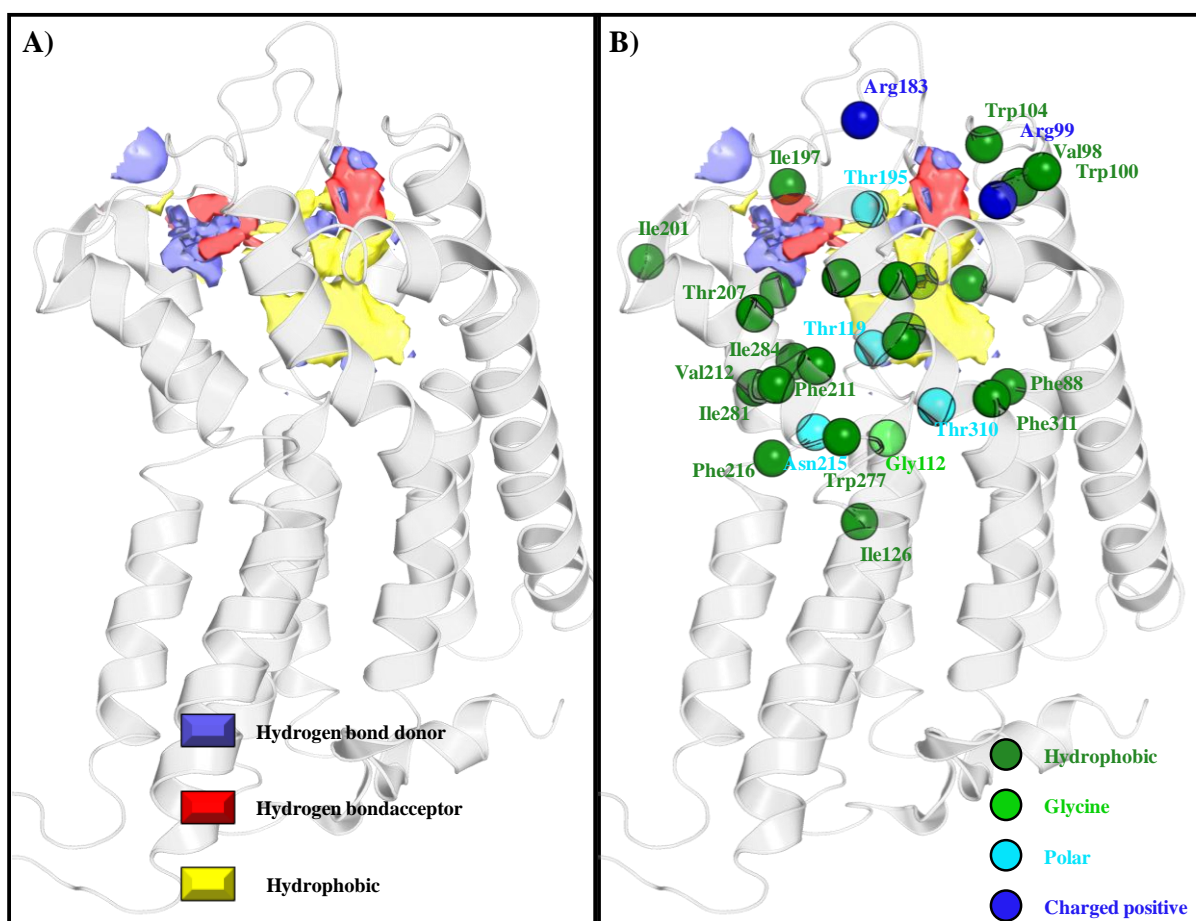 A)
Hydrogen bond donor
Hydrogen bondacceptor
Hydrophobic
B)
Arg183
Trp104
Arg99
Val98
Trp100
Ile197
Thr195
Ile201
Thr207
Thr119
Ile284
Val212
Phe211
Ile281
Phe88
Phe311
Thr310
Phe216
Asn215
Gly112
Trp277
Ile126
Hydrophobic
Glycine
Polar
Charged positive